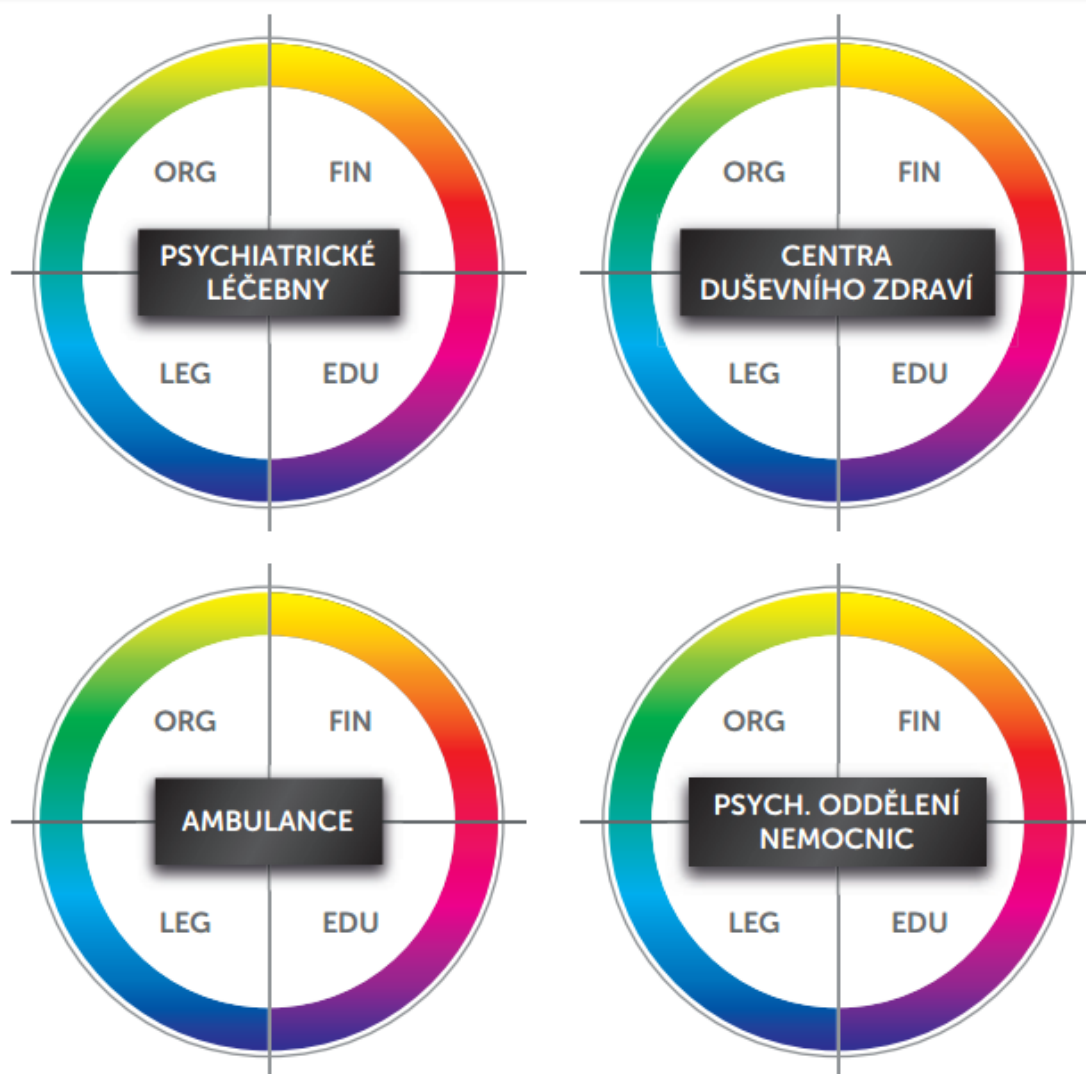 ORG FIN
PSYCHIATRICKÉ
LÉČEBNY
LEG EDU
ORG FIN
CENTRA
DUŠEVNÍHO ZDRAVÍ
LEG EDU
ORG FIN
AMBULANCE
LEG EDU
ORG FIN
PSYCH. ODDĚLENÍ
NEMOCNIC
LEG EDU